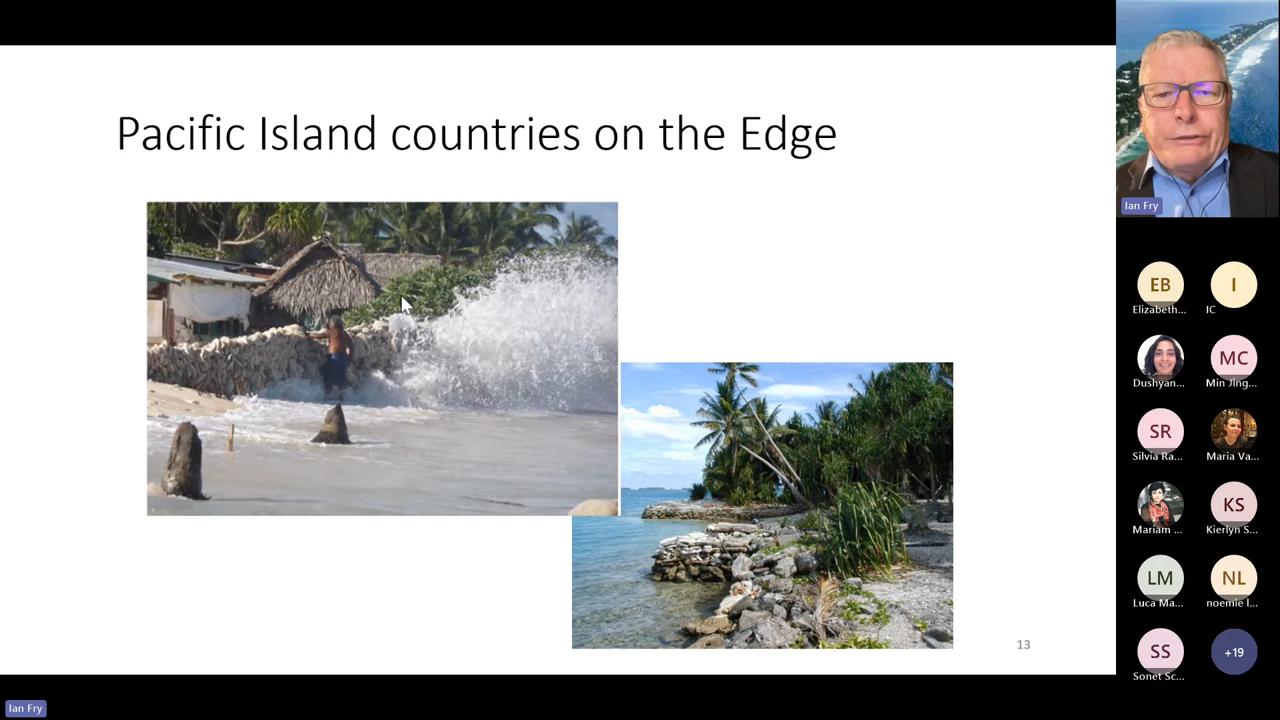 Pacific Island countries on the Edge
13
Ian Fry
EB
Elizabeth...
I
IC
Dushyan...
MC
Min Jing...
SR
Silvia Ra...
Maria Va...
Mariam ...
KS
Kierlyn S...
LM
Luca Ma...
NL
noemie l...
SS
Sonet Sc...
+19
Ian Fry